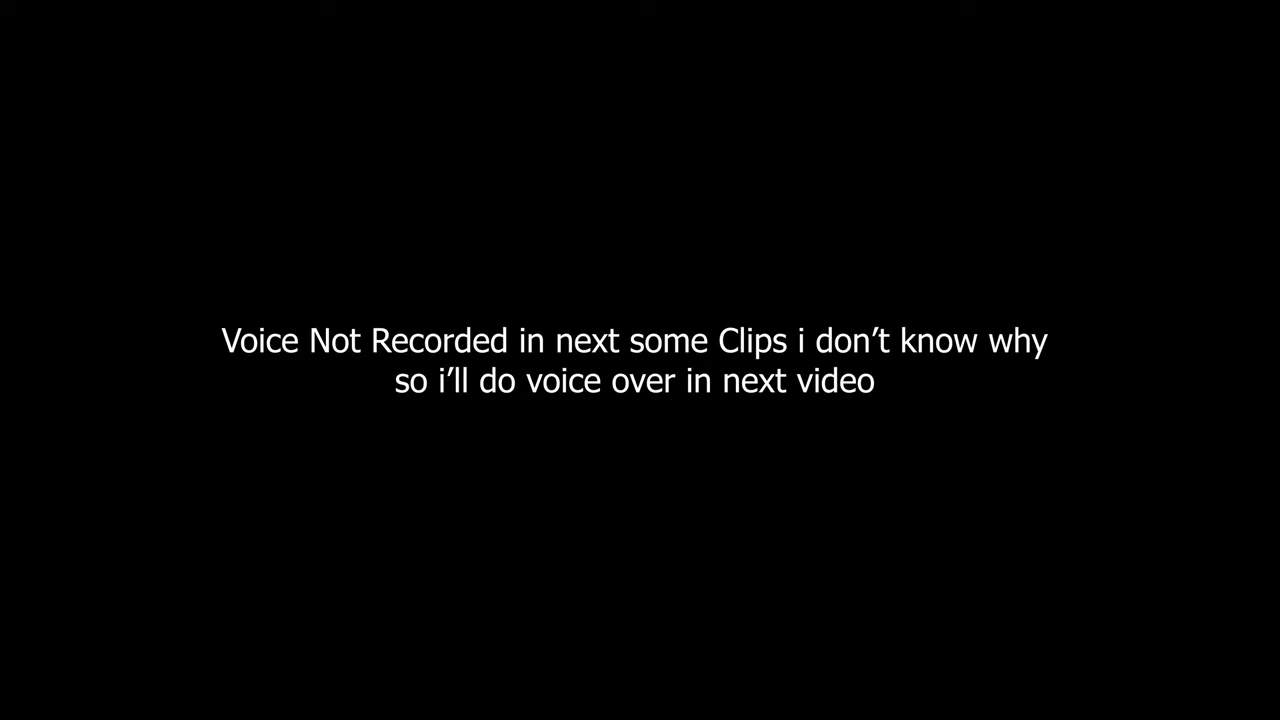 Voice Not Recorded in next some Clips i don’t know why
so i’ll do voice over in next video